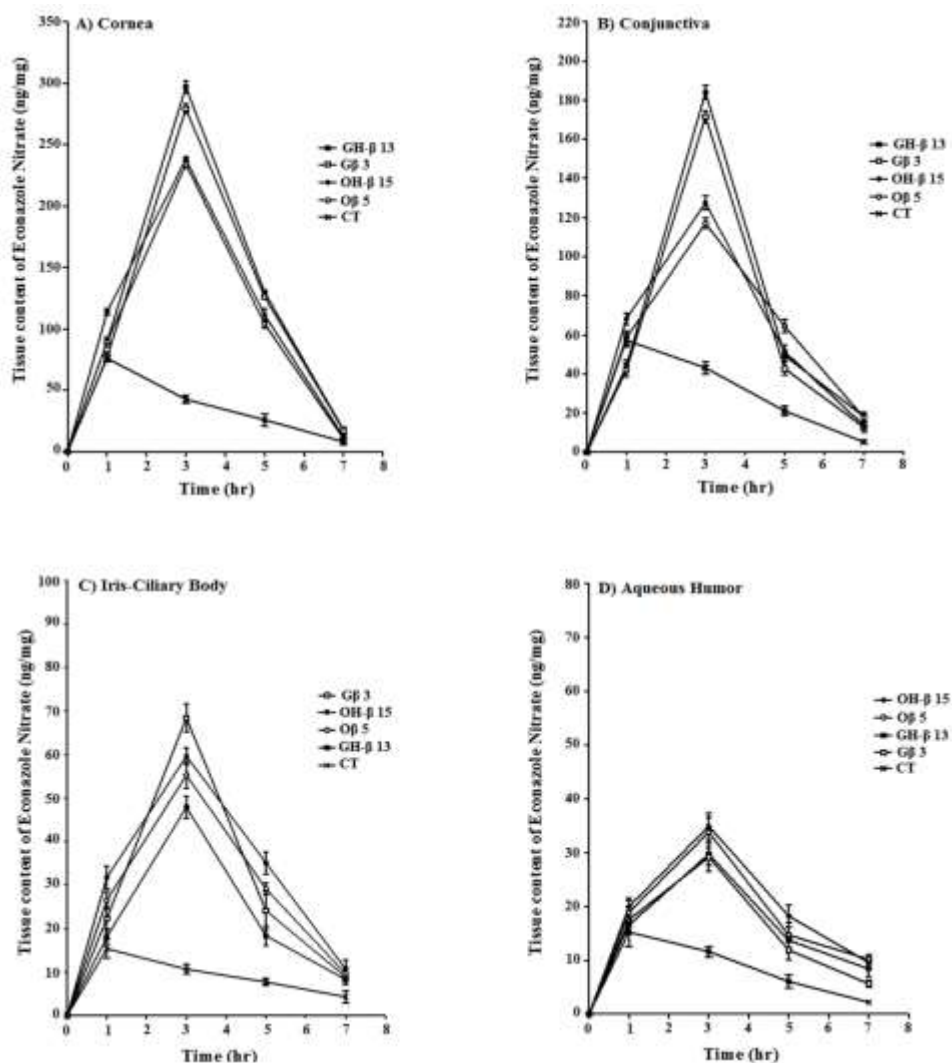 A) Cornea
Tissue content of Econazole Nitrate (ng/mg)
350
300
250
200
150
100
50
0
0 1 2 3 4 5 6 7 8
Time (hr)
GH-β 13
Gβ 3
OH-β 15
Oβ 5
CT
B) Conjunctiva
Tissue content of Econazole Nitrate (ng/mg)
220
200
180
160
140
120
100
80
60
40
20
0
0 1 2 3 4 5 6 7 8
Time (hr)
GH-β 13
Gβ 3
OH-β 15
Oβ 5
CT
C) Iris-Ciliary Body
Tissue content of Econazole Nitrate (ng/mg)
100
90
80
70
60
50
40
30
20
10
0
0 1 2 3 4 5 6 7 8
Time (hr)
Gβ 3
OH-β 15
Oβ 5
GH-β 13
CT
D) Aqueous Humor
Tissue content of Econazole Nitrate (ng/mg)
80
70
60
50
40
30
20
10
0
0 1 2 3 4 5 6 7 8
Time (hr)
OH-β 15
Oβ 5
GH-β 13
Gβ 3
CT